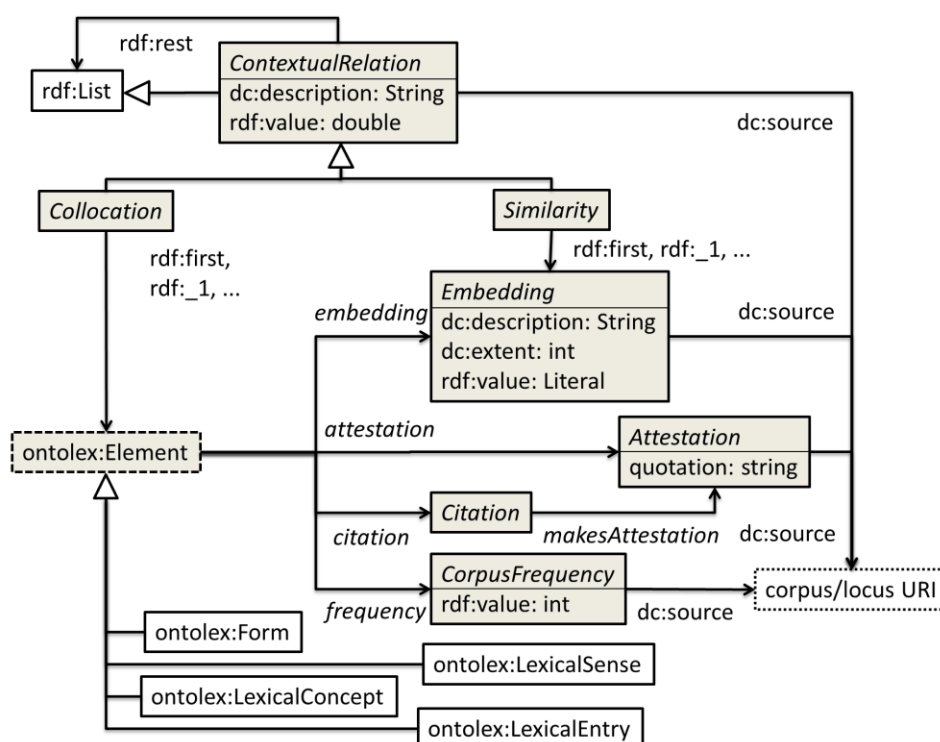 rdf:rest
ContextualRelation
rdf:List
dc:description: String
rdf:value: double
dc:source
Collocation
Similarity
rdf:first,
rdf:_1, ...
rdf:first, rdf:_1, ...
Embedding
embedding
dc:description: String
dc:source
dc:extent: int
rdf:value: Literal
attestation
Attestation
ontolex:Element
quotation: string
Citation
citation
makesAttestation
dc:source
CorpusFrequency
corpus/locus URI
frequency
rdf:value: int
dc:source
ontolex:Form
ontolex:LexicalSense
ontolex:LexicalConcept
ontolex:LexicalEntry